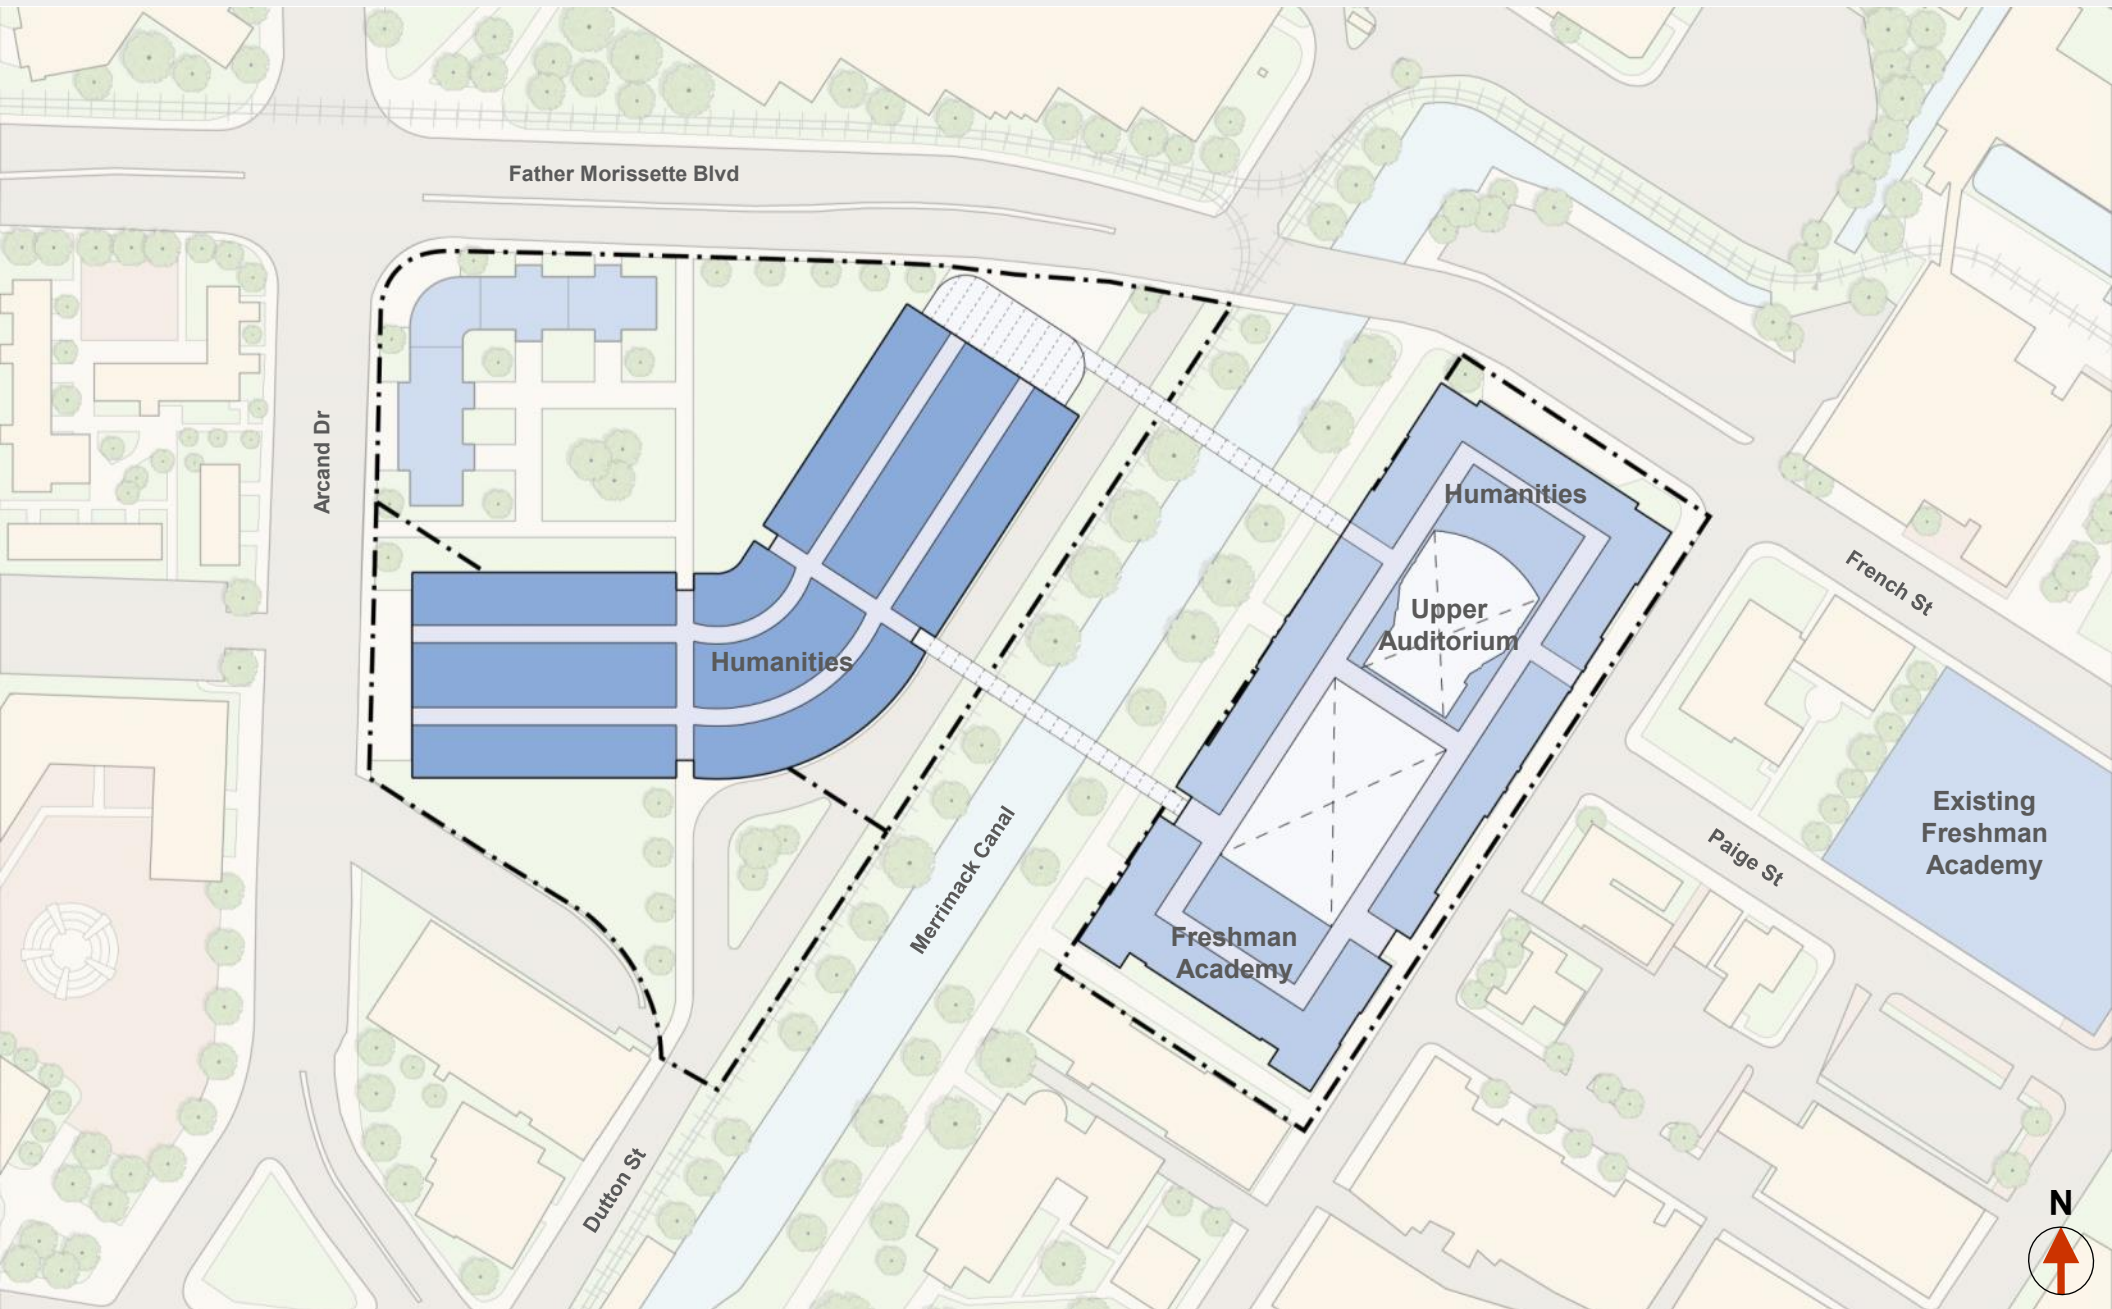 Father Morissette Blvd
Arcand Dr
Humanities
Humanities
Upper
Auditorium
French St
Paige St
Existing
Freshman
Academy
Merrimack Canal
Freshman
Academy
Dutton St
N